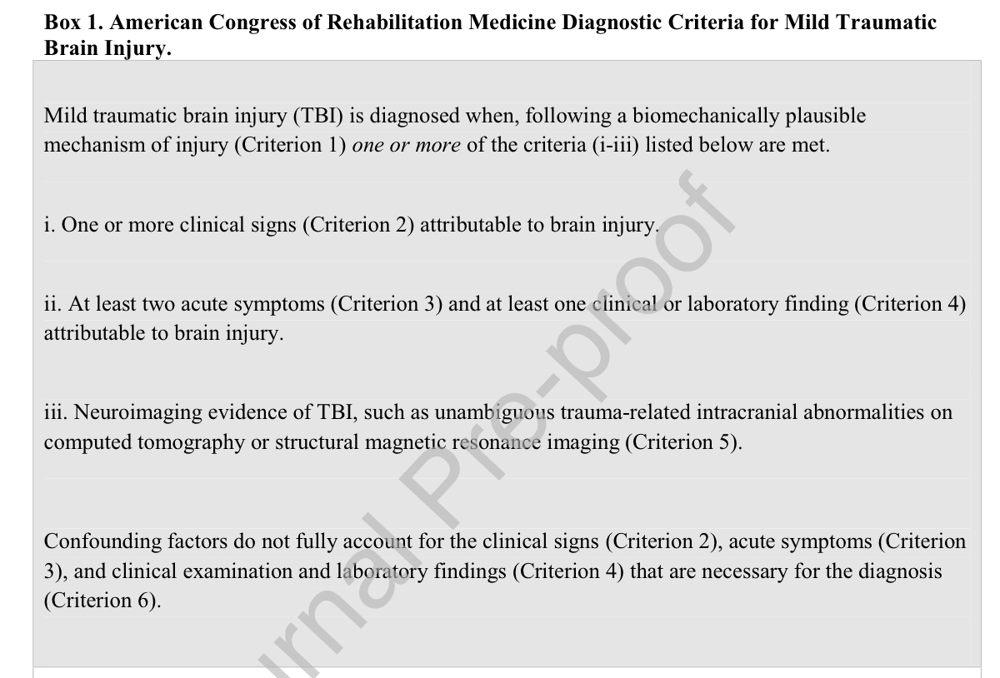 Box 1. American Congress of Rehabilitation Medicine Diagnostic Criteria for Mild Traumatic
Brain Injury.
Mild traumatic brain injury (TBI) is diagnosed when, following a biomechanically plausible
mechanism of injury (Criterion 1) one or more of the criteria (i-iii) listed below are met.
i. One or more clinical signs (Criterion 2) attributable to brain injury.
ii. At least two acute symptoms (Criterion 3) and at least one clinical or laboratory finding (Criterion 4)
attributable to brain injury.
iii. Neuroimaging evidence of TBI, such as unambiguous trauma-related intracranial abnormalities on
computed tomography or structural magnetic resonance imaging (Criterion 5).
Confounding factors do not fully account for the clinical signs (Criterion 2), acute symptoms (Criterion
3), and clinical examination and laboratory findings (Criterion 4) that are necessary for the diagnosis
(Criterion 6).
Pre-proof